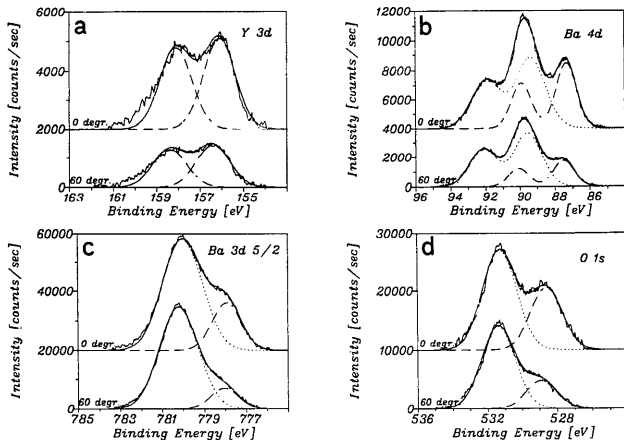 a
Y 3d
Intensity [counts/sec]
6000
4000
2000
0
0 degr.
60 degr.
163
161
159
157
155
Binding Energy [eV]
b
Ba 4d
Intensity [counts/sec]
12000
10000
8000
6000
4000
2000
0
0 degr.
60 degr.
96
94
92
90
88
86
Binding Energy [eV]
c
Ba 3d 5/2
Intensity [counts/sec]
60000
40000
20000
0
0 degr.
60 degr.
785
783
781
779
777
Binding Energy [eV]
d
O 1s
Intensity [counts/sec]
30000
20000
10000
0
0 degr.
60 degr.
536
532
528
Binding Energy [eV]